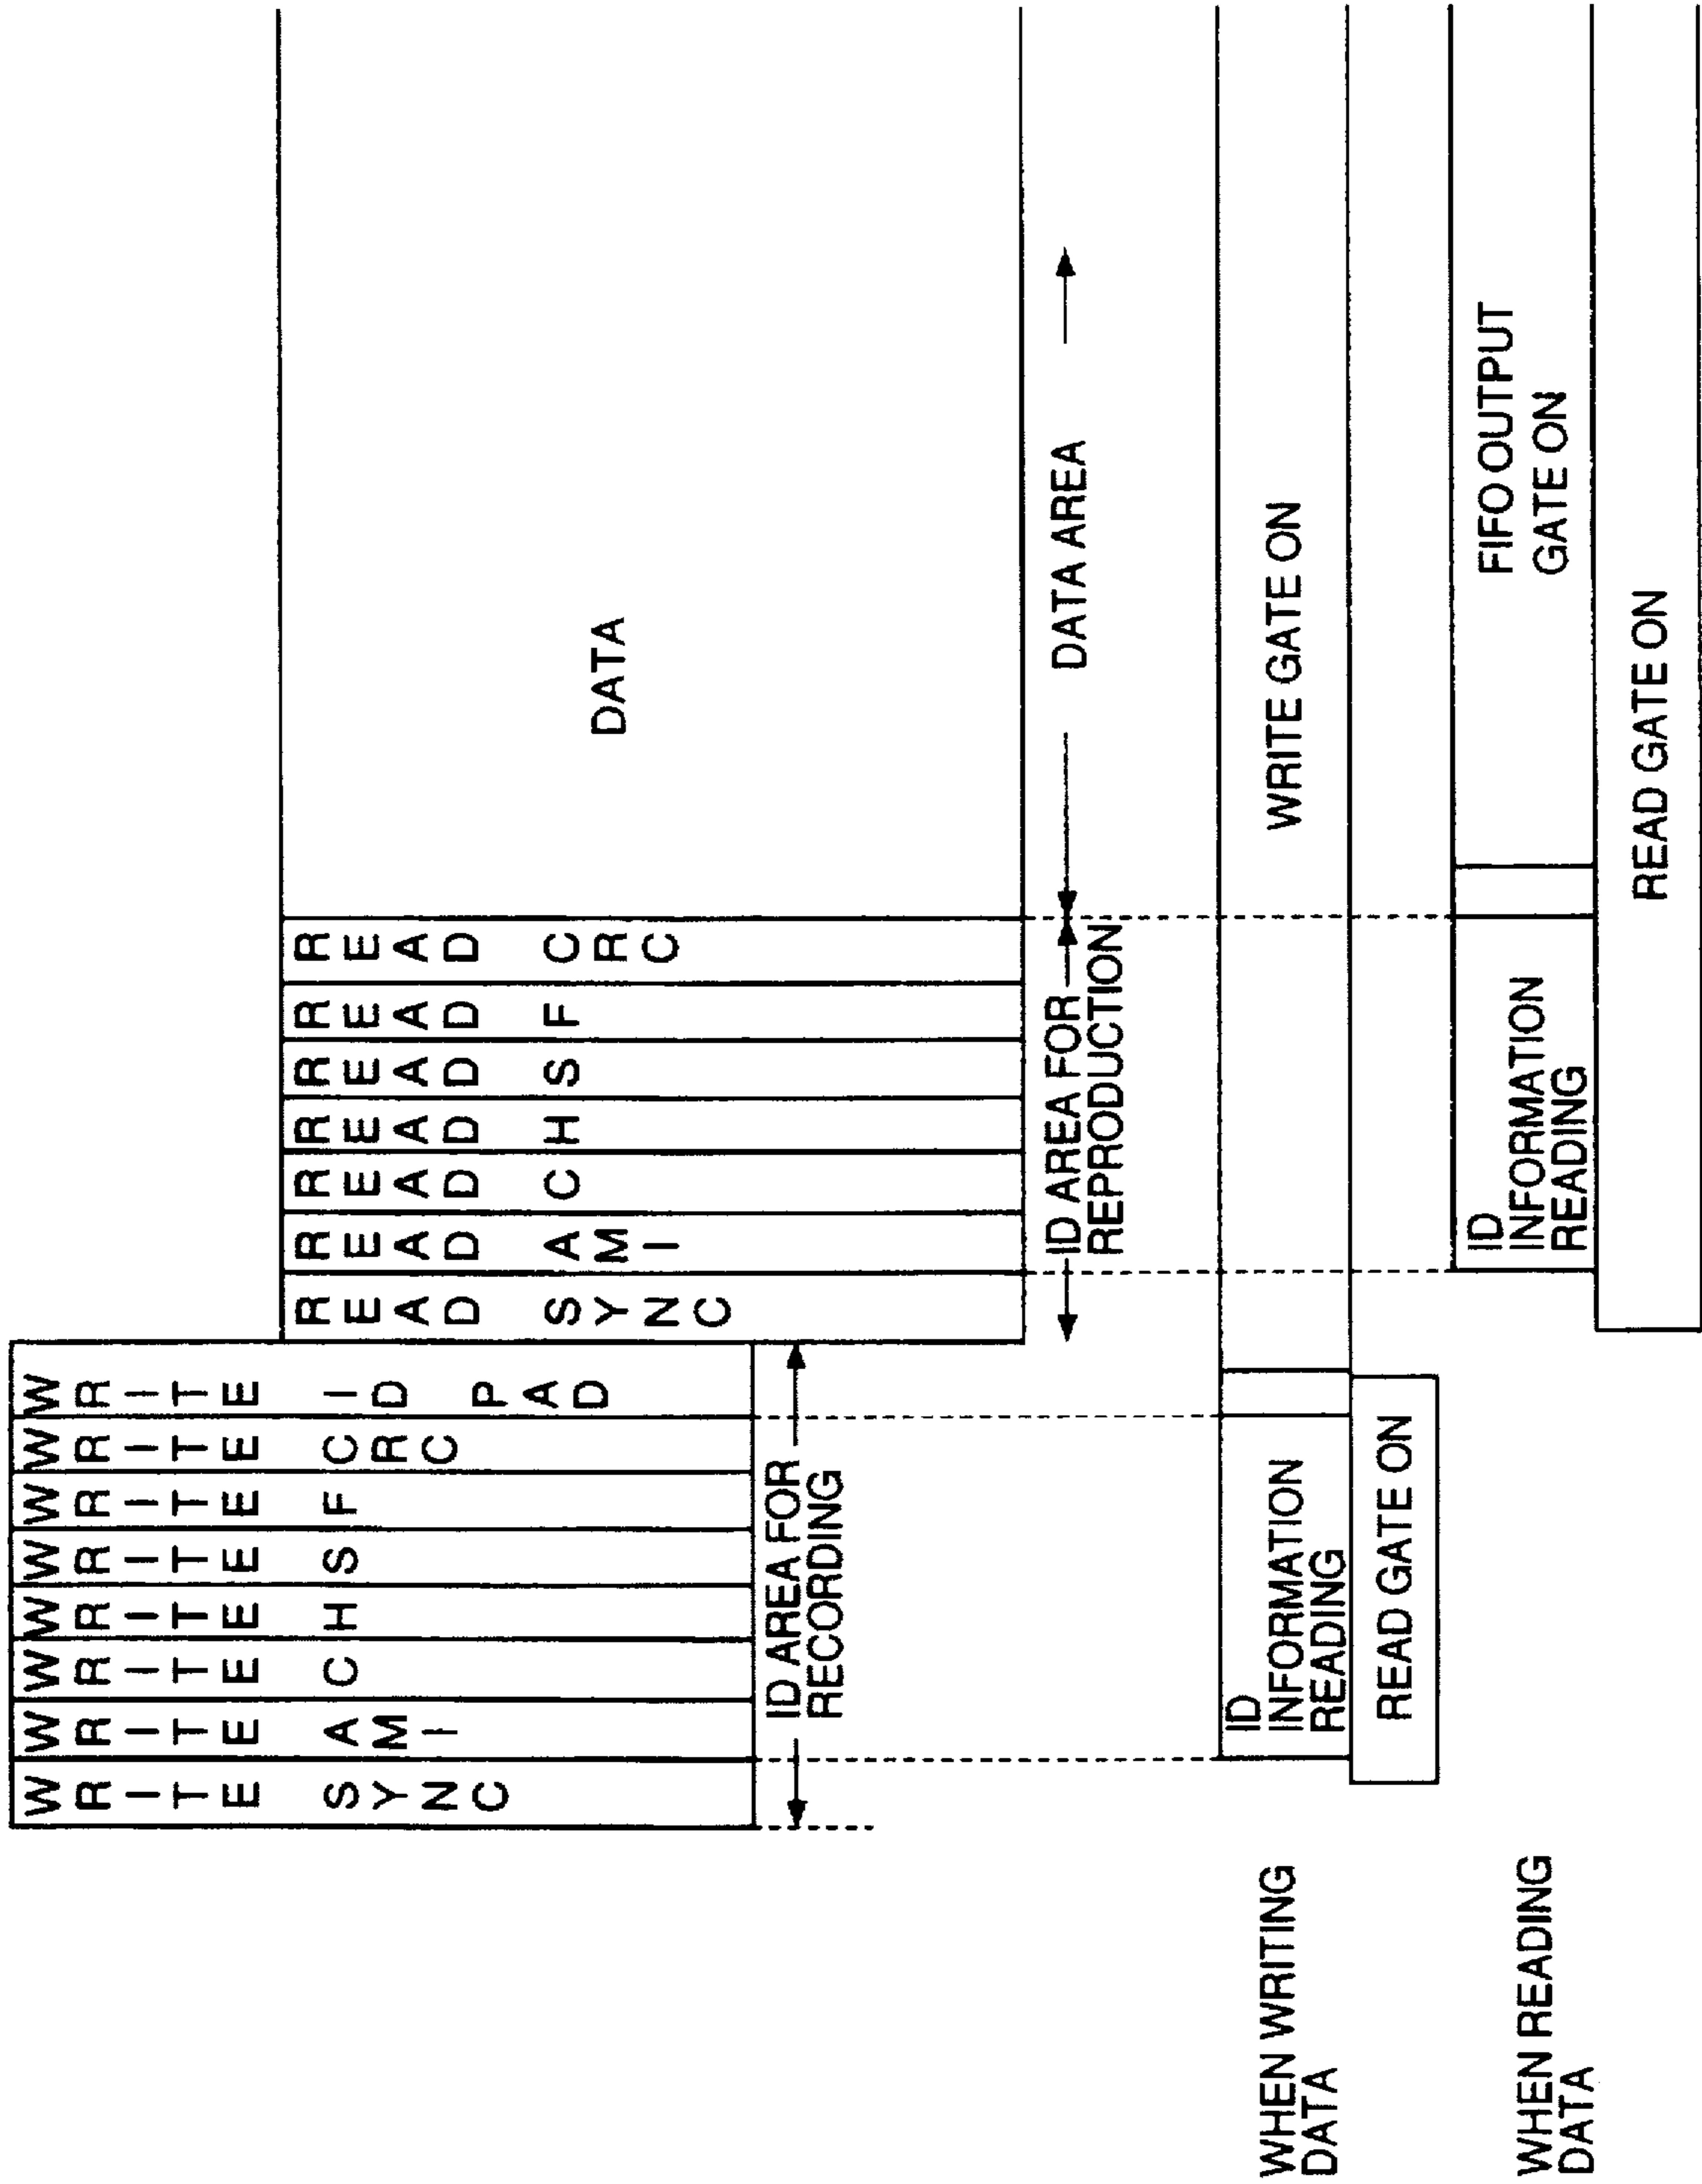 WRITE SYNC
WRITE AMI
WRITE C
WRITE H
WRITE S
WRITE F
WRITE CRC
WRITE ID PAD
READ SYNC
READ AMI
READ C
READ H
READ S
READ F
READ CRC
DATA
ID AREA FOR
RECORDING
ID AREA FOR
REPRODUCTION
DATA AREA
WHEN WRITING
DATA
ID
INFORMATION
READING
WRITE GATE ON
READ GATE ON
WHEN READING
DATA
ID
INFORMATION
READING
FIFO OUTPUT
GATE ON
READ GATE ON